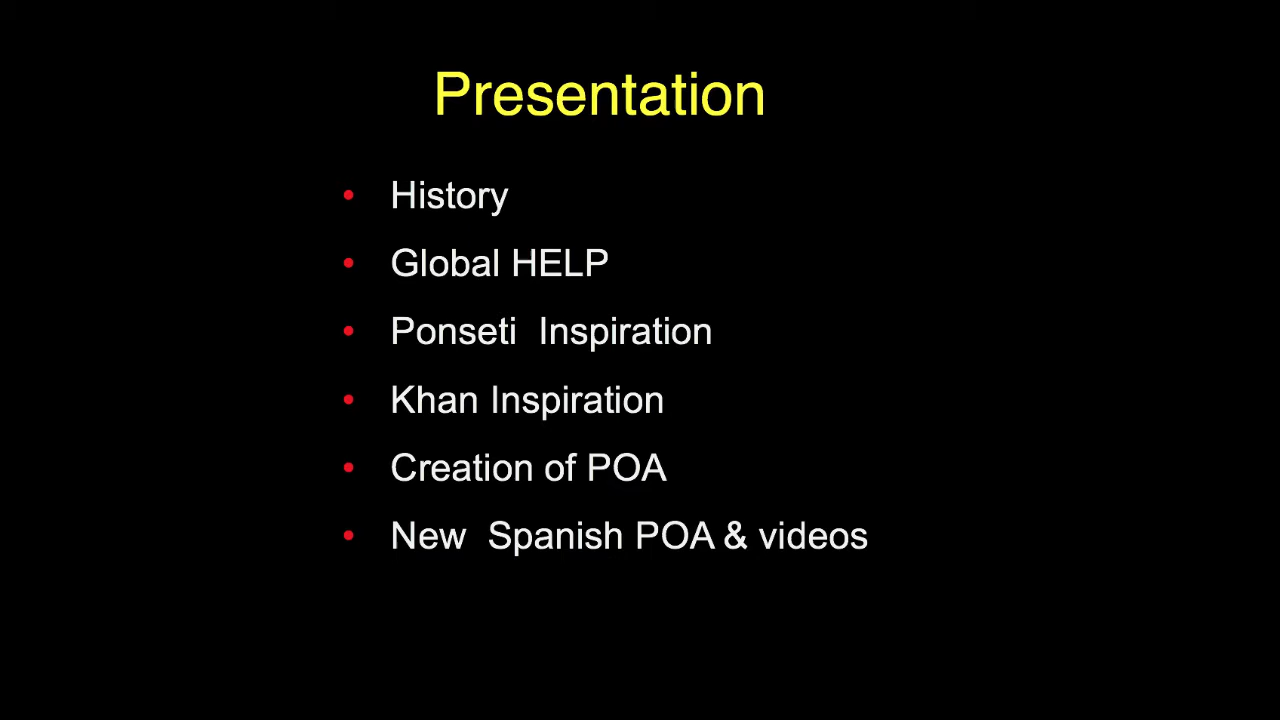 Presentation
• History
• Global HELP
• Ponseti  Inspiration
• Khan Inspiration
• Creation of POA
• New  Spanish POA & videos